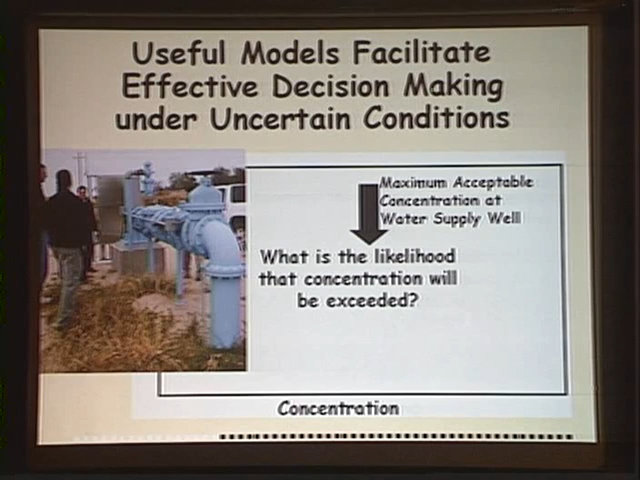 Useful Models Facilitate
Effective Decision Making
under Uncertain Conditions
Maximum Acceptable
Concentration at
Water Supply Well
What is the likelihood
that concentration will
be exceeded?
Concentration